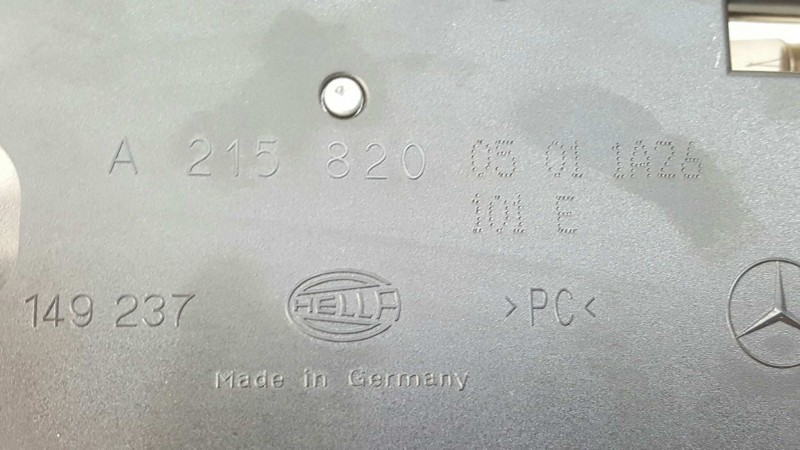 A 215 820 05 01 1A26
101 E
149 237 HELLA >PC<
Made in Germany